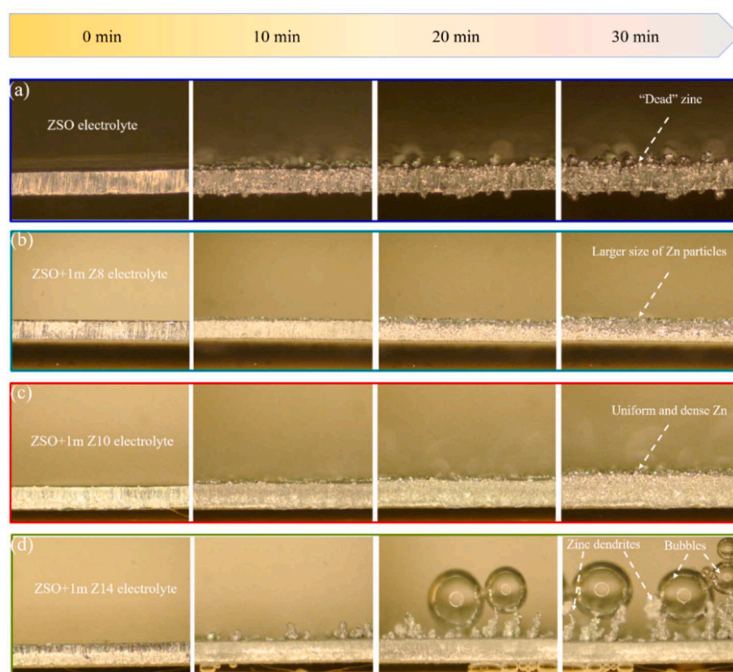 0 min 10 min 20 min 30 min
(a)
ZSO electrolyte
“Dead” zinc
(b)
ZSO+1m Z8 electrolyte
Larger size of Zn particles
(c)
ZSO+1m Z10 electrolyte
Uniform and dense Zn
(d)
ZSO+1m Z14 electrolyte
Zinc dendrites
Bubbles